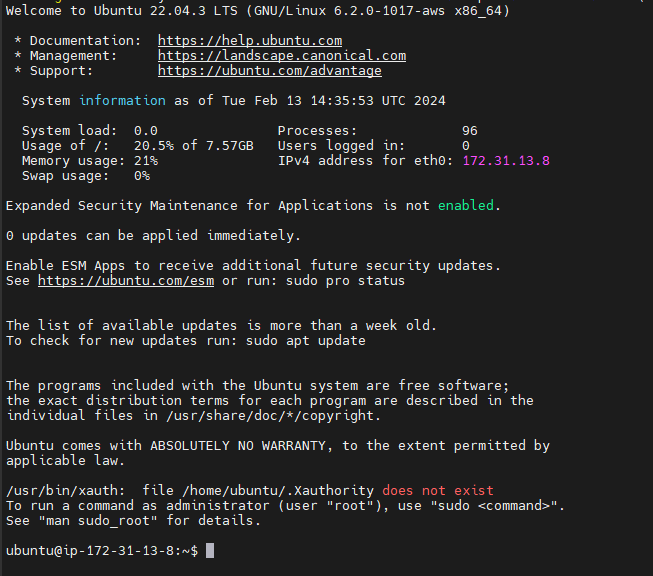 Welcome to Ubuntu 22.04.3 LTS (GNU/Linux 6.2.0-1017-aws x86_64)
* Documentation: https://help.ubuntu.com
* Management: https://landscape.canonical.com
* Support: https://ubuntu.com/advantage
System information as of Tue Feb 13 14:35:53 UTC 2024
System load: 0.0 Processes: 96
Usage of /: 20.5% of 7.57GB Users logged in: 0
Memory usage: 21% IPv4 address for eth0: 172.31.13.8
Swap usage: 0%
Expanded Security Maintenance for Applications is not enabled.
0 updates can be applied immediately.
Enable ESM Apps to receive additional future security updates.
See https://ubuntu.com/esm or run: sudo pro status
The list of available updates is more than a week old.
To check for new updates run: sudo apt update
The programs included with the Ubuntu system are free software;
the exact distribution terms for each program are described in the
individual files in /usr/share/doc/*/copyright.
Ubuntu comes with ABSOLUTELY NO WARRANTY, to the extent permitted by
applicable law.
/usr/bin/xauth: file /home/ubuntu/.Xauthority does not exist
To run a command as administrator (user "root"), use "sudo <command>".
See "man sudo_root" for details.
ubuntu@ip-172-31-13-8:~$